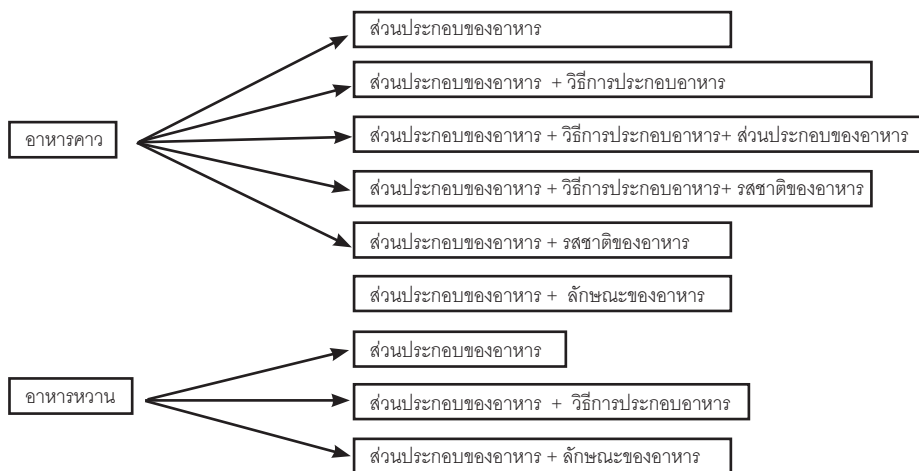 ส่วนประกอบของอาหาร
ส่วนประกอบของอาหาร + วิธีการประกอบอาหาร
อาหารคาว
ส่วนประกอบของอาหาร + วิธีการประกอบอาหาร+ ส่วนประกอบของอาหาร
ส่วนประกอบของอาหาร + วิธีการประกอบอาหาร+ รสชาติของอาหาร
ส่วนประกอบของอาหาร + รสชาติของอาหาร
ส่วนประกอบของอาหาร + ลักษณะของอาหาร
ส่วนประกอบของอาหาร
อาหารหวาน
ส่วนประกอบของอาหาร + วิธีการประกอบอาหาร
ส่วนประกอบของอาหาร + ลักษณะของอาหาร